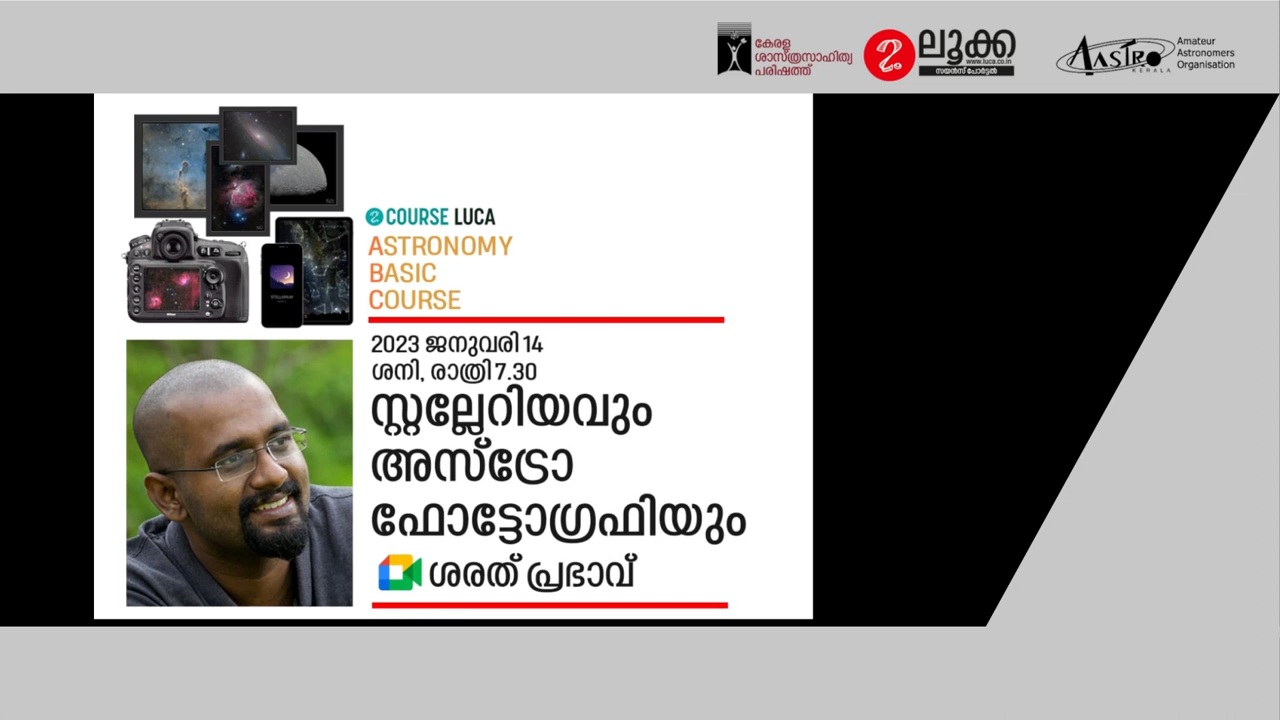 കേരള
ശാസ്ത്രസാഹിത്യ
പരിഷത്ത്
ലൂക്ക
www.luca.co.in
സയൻസ് പോർട്ടൽ
AASTRO
KERALA
Amateur
Astronomers
Organisation
COURSE LUCA
ASTRONOMY
BASIC
COURSE
2023 ജനുവരി 14
ശനി, രാത്രി 7.30
സ്റ്റല്ലേറിയവും
അസ്ട്രോ
ഫോട്ടോഗ്രഫിയും
ശരത് പ്രഭാവ്